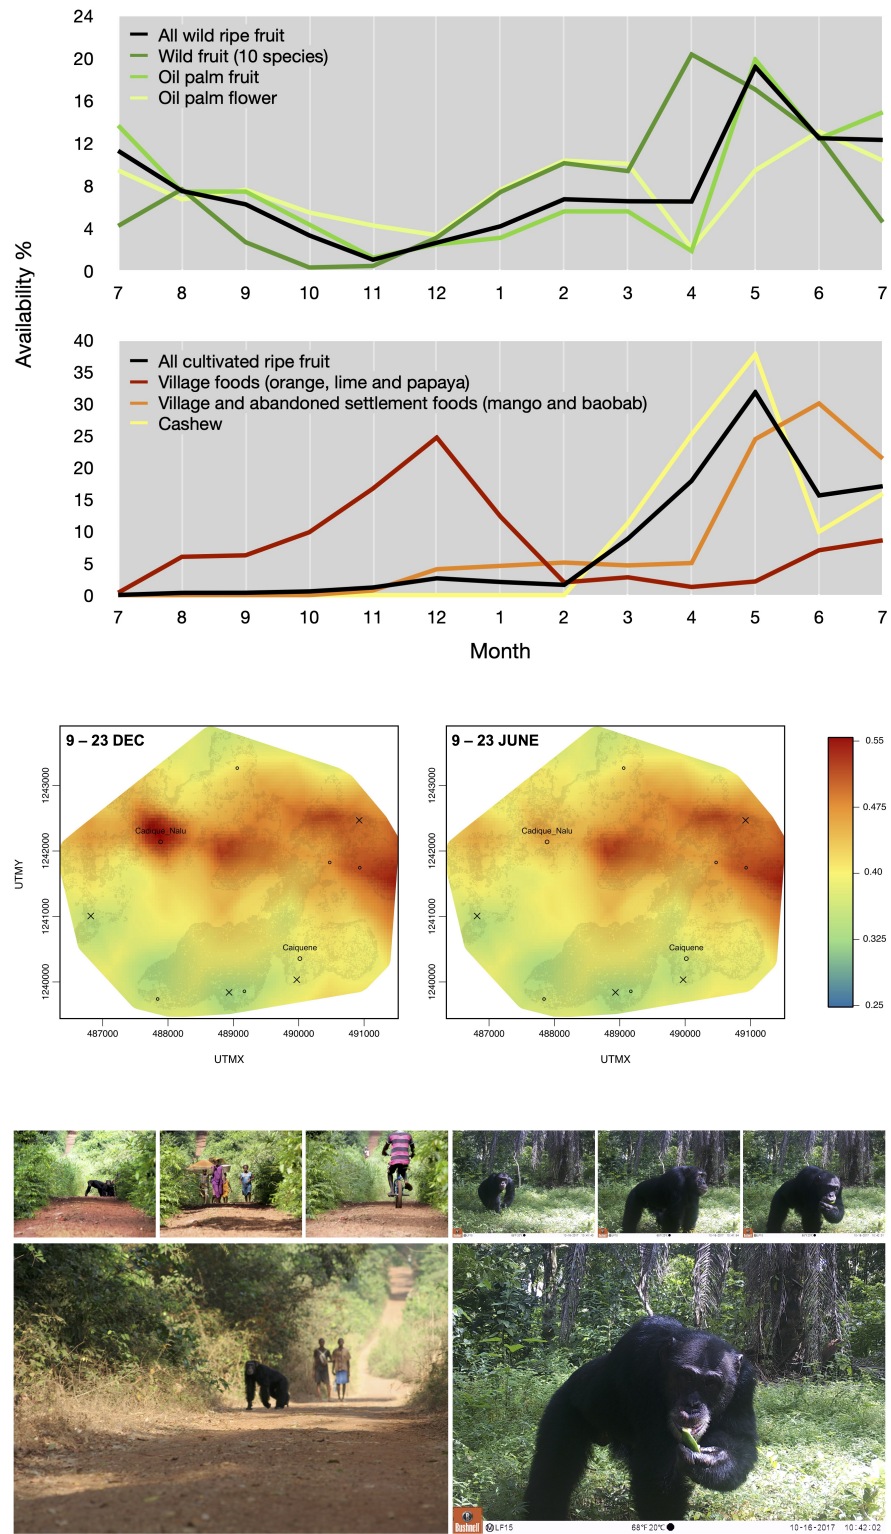 24
All wild ripe fruit
Wild fruit (10 species)
Oil palm fruit
Oil palm flower
20
16
12
8
4
0
7 8 9 10 11 12 1 2 3 4 5 6 7
Availability %
40
All cultivated ripe fruit
Village foods (orange, lime and papaya)
Village and abandoned settlement foods (mango and baobab)
Cashew
35
30
25
20
15
10
5
0
7 8 9 10 11 12 1 2 3 4 5 6 7
Month
9 – 23 DEC
1243000
1242000
1241000
1240000
UTMY
Cadique_Nalu
Caiquene
487000 488000 489000 490000 491000
UTMX
9 – 23 JUNE
1243000
1242000
1241000
1240000
Cadique_Nalu
Caiquene
487000 488000 489000 490000 491000
UTMX
0.55
0.475
0.40
0.325
0.25
Bushnell M LF15 68°F20°C 10-16-2017 10:42:02